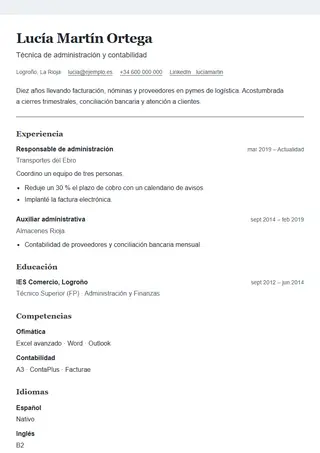 Lucía Martín Ortega
Técnica de administración y contabilidad
Logroño, La Rioja lucia@ejemplo.es +34 600 000 000 LinkedIn · luciamartin
Diez años llevando facturación, nóminas y proveedores en pymes de logística. Acostumbrada
a cierres trimestrales, conciliación bancaria y atención a clientes.
Experiencia
Responsable de administración mai 2019 – Actualidad
Transportes del Ebro
Coordino un equipo de tres personas.
• Reduje un 30 % el plazo de cobro con un calendario de avisos
• Implanté la factura electrónica.
Auxiliar administrativa sept 2014 – feb 2019
Almacenes Rioja
• Contabilidad de proveedores y conciliación bancaria mensual
Educación
IES Comercio, Logroño sept 2012 – jun 2014
Técnico Superior (FP) · Administración y Finanzas
Competencias
Ofimática
Excel avanzado · Word · Outlook
Contabilidad
A3 · ContaPlus · Facturae
Idiomas
Español
Nativo
Inglés
B2